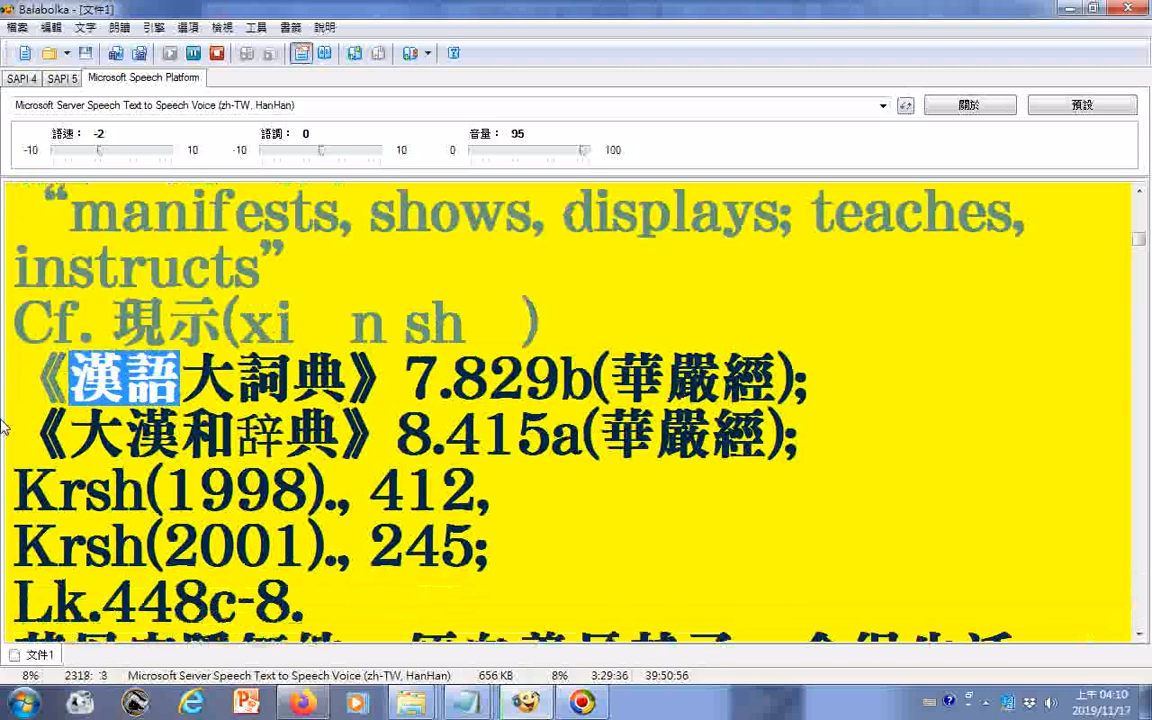 Balabolka - [文件1]
檔案 編輯 文字 朗讀 引擎 選項 檢視 工具 書籤 說明
SAPI 4 SAPI 5 Microsoft Speech Platform
Microsoft Server Speech Text to Speech Voice (zh-TW, HanHan) 關於 預設
語速： -2 語調： 0 音量： 95
-10 10 -10 10 0 100
“manifests, shows, displays; teaches,
instructs”
Cf. 現示(xi n sh )
《漢語大詞典》 7.829b(華嚴經);
《大漢和辞典》 8.415a(華嚴經);
Krsh(1998)., 412,
Krsh(2001)., 245;
Lk.448c-8.
文件1
8% 2318: :3 Microsoft Server Speech Text to Speech Voice (zh-TW, HanHan) 656 KB 8% 3:29:36 39:50:56
上午 04:10
2019/11/17